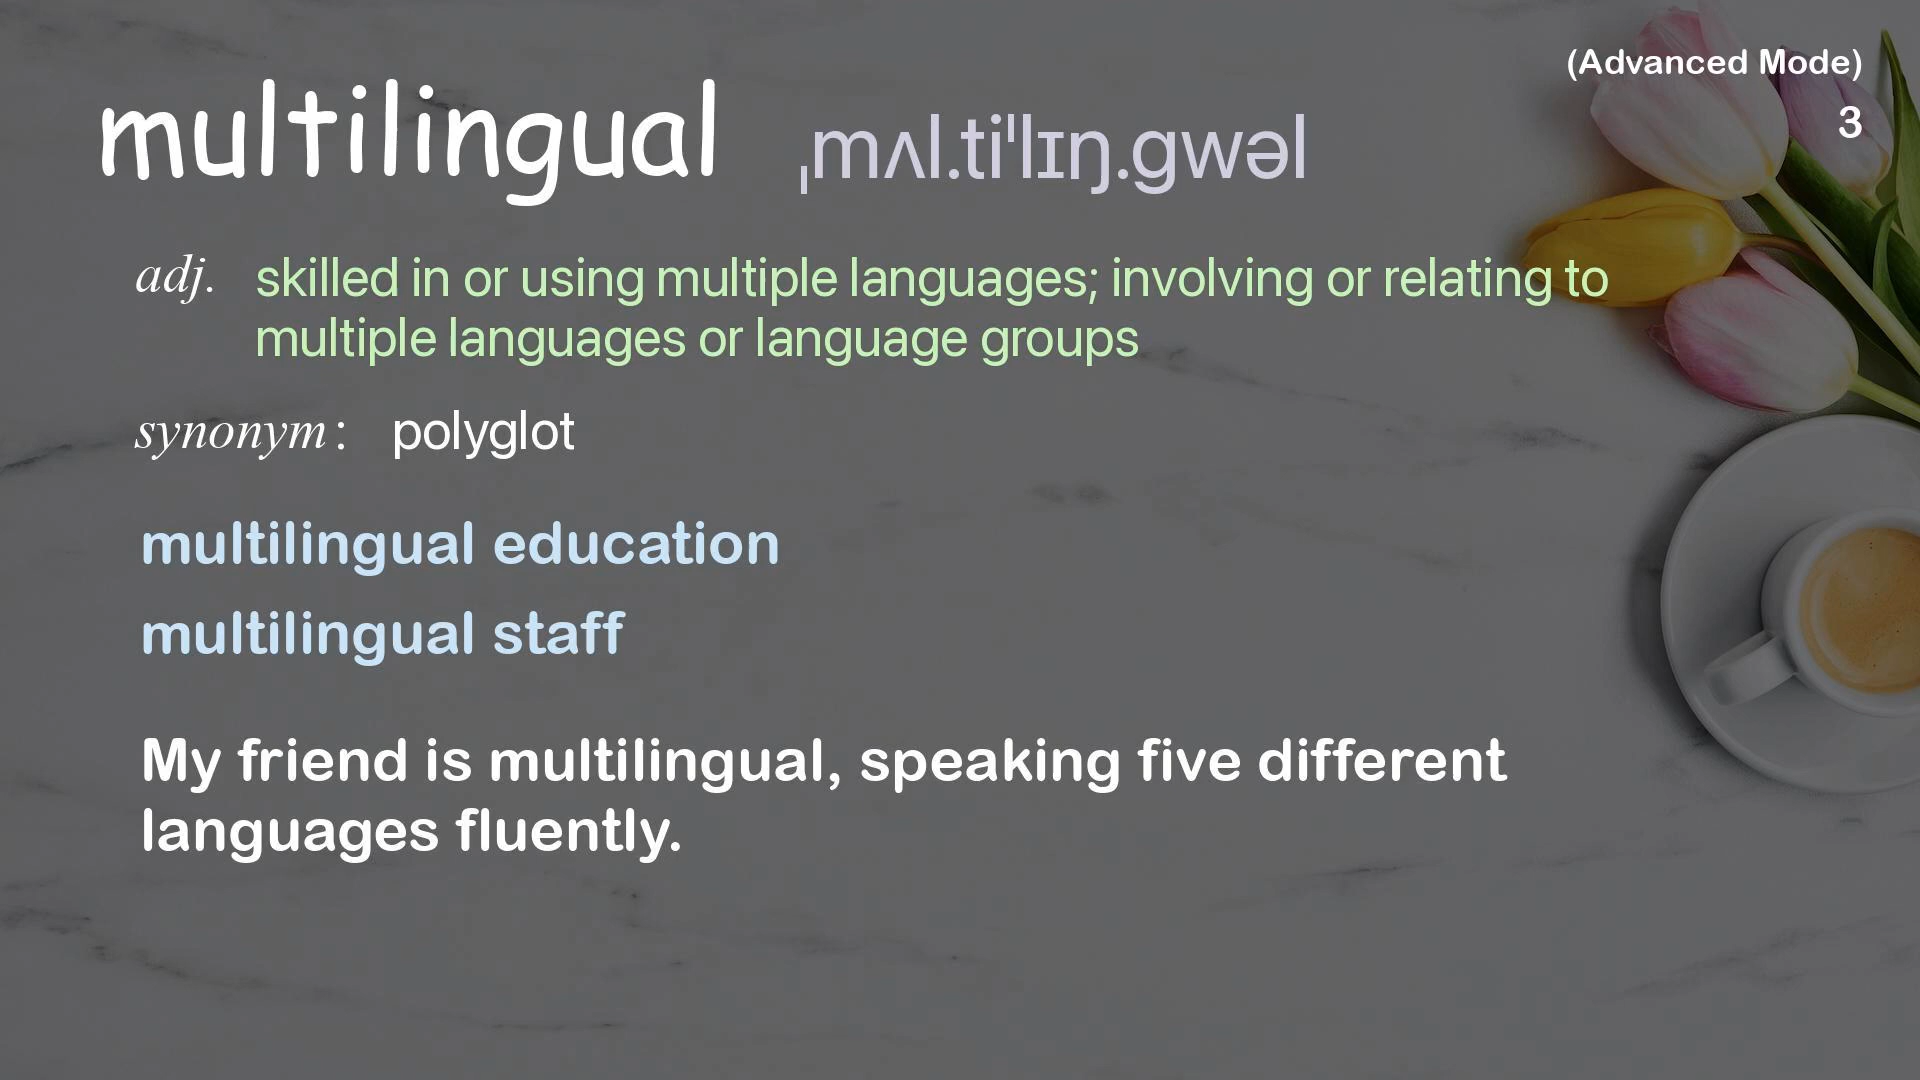 (Advanced Mode)
3
multilingual ˌmʌl.tiˈlɪŋ.gwəl
adj. skilled in or using multiple languages; involving or relating to
multiple languages or language groups
synonym: polyglot
multilingual education
multilingual staff
My friend is multilingual, speaking five different
languages fluently.